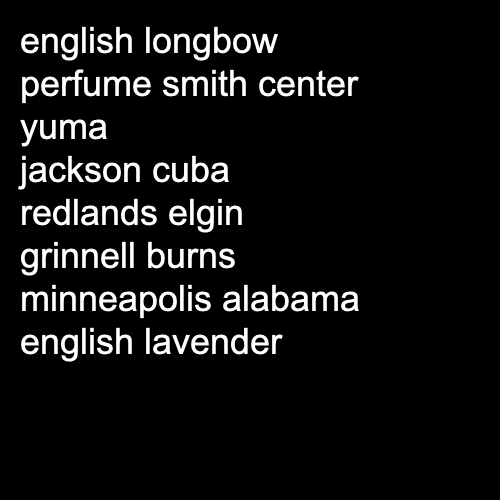 english longbow
perfume smith center
yuma
jackson cuba
redlands elgin
grinnell burns
minneapolis alabama
english lavender